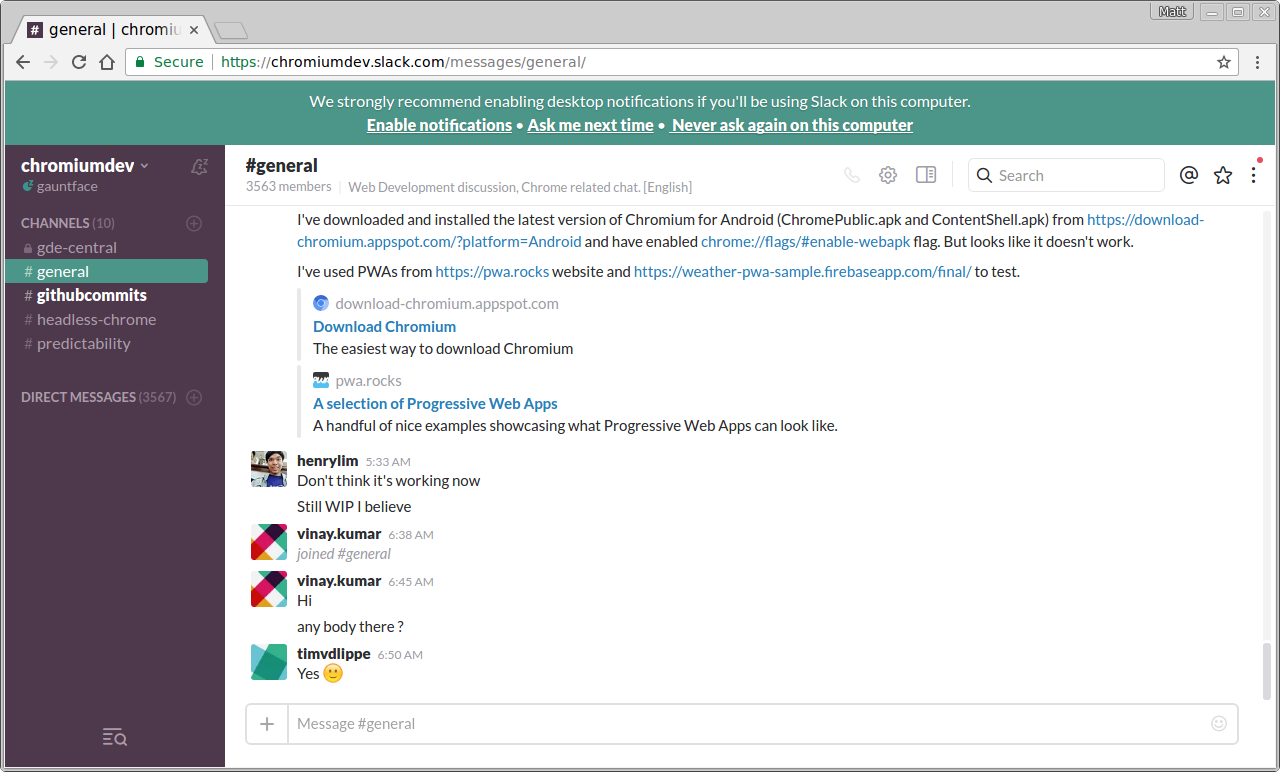 Matt
# general | chromiu
Secure https://chromiumdev.slack.com/messages/general/
We strongly recommend enabling desktop notifications if you'll be using Slack on this computer.
Enable notifications • Ask me next time • Never ask again on this computer
chromiumdev
gauntface
CHANNELS (10)
gde-central
# general
# githubcommits
# headless-chrome
# predictability
DIRECT MESSAGES (3567)
#general
3563 members | Web Development discussion, Chrome related chat. [English]
Search
I've downloaded and installed the latest version of Chromium for Android (ChromePublic.apk and ContentShell.apk) from https://download-
chromium.appspot.com/?platform=Android and have enabled chrome://flags/#enable-webapk flag. But looks like it doesn't work.
I've used PWAs from https://pwa.rocks website and https://weather-pwa-sample.firebaseapp.com/final/ to test.
download-chromium.appspot.com
Download Chromium
The easiest way to download Chromium
pwa.rocks
A selection of Progressive Web Apps
A handful of nice examples showcasing what Progressive Web Apps can look like.
henrylim 5:33 AM
Don't think it's working now
Still WIP I believe
vinay.kumar 6:38 AM
joined #general
vinay.kumar 6:45 AM
Hi
any body there ?
timvdlippe 6:50 AM
Yes 🙂
Message #general